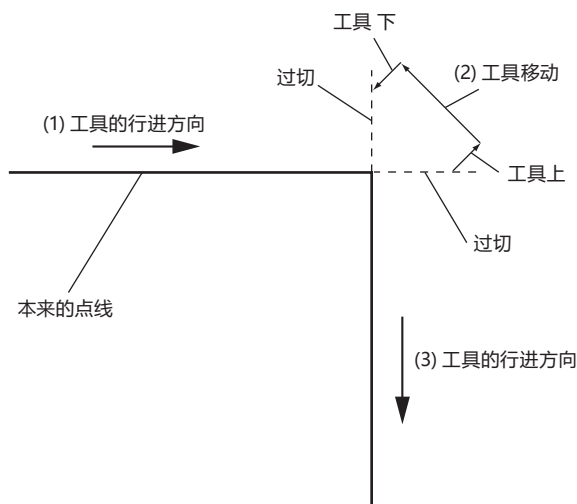 工具 下
过切
(2) 工具移动
(1) 工具的行进方向
工具上
过切
本来的点线
(3) 工具的行进方向